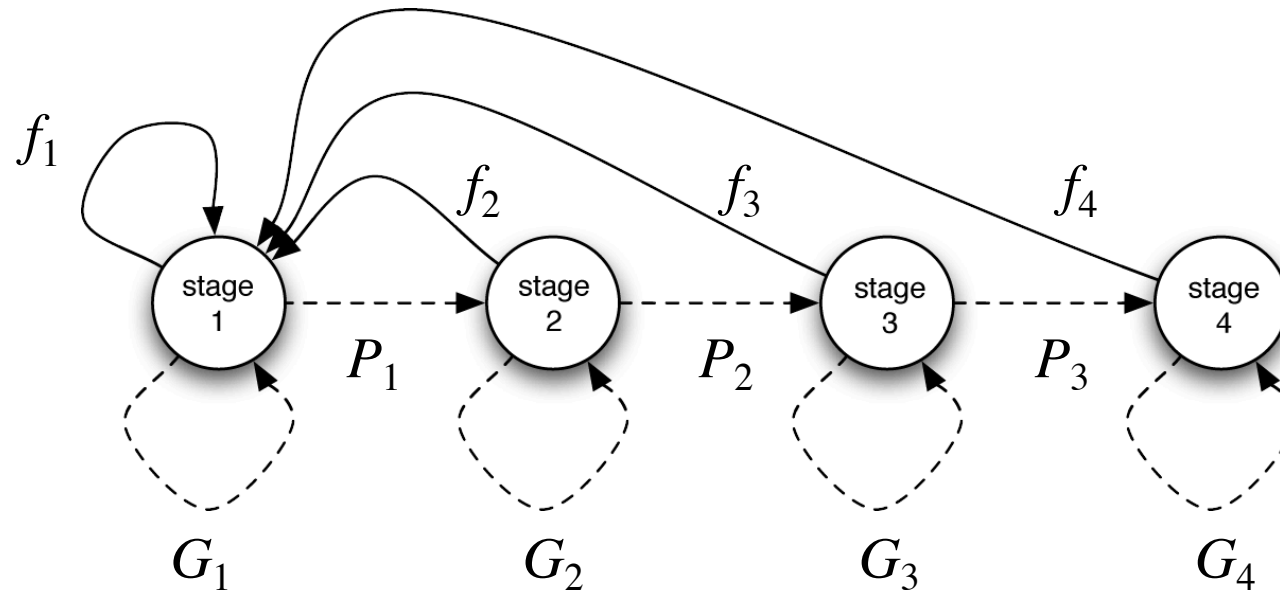 f₁
f₂ f₃ f₄
stage stage stage stage
1 2 3 4
P₁ P₂ P₃
G₁ G₂ G₃ G₄